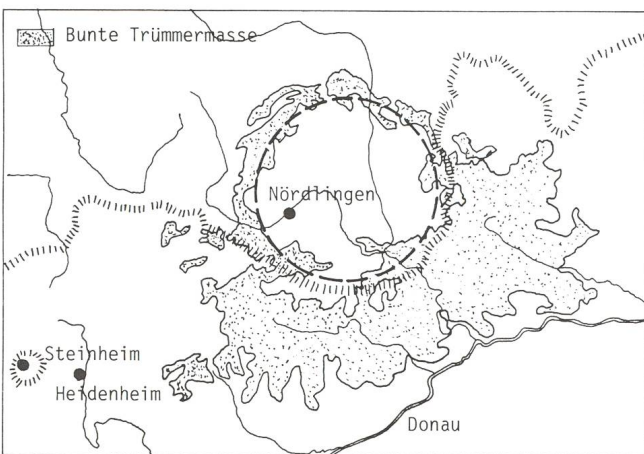 Bunte Trümmermasse
Nördlingen
Steinheim
Heidenheim
Donau